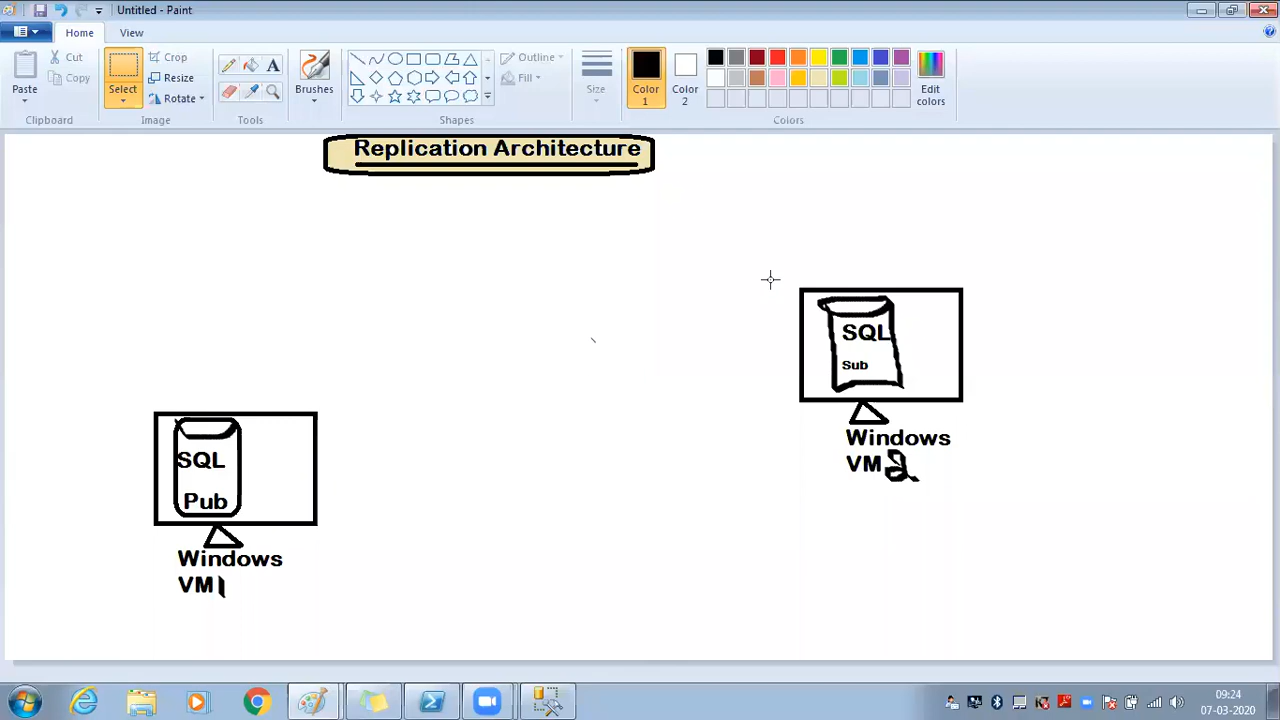 Untitled - Paint
Home
View
Paste
Cut
Copy
Clipboard
Select
Crop
Resize
Rotate
Image
A
Tools
Brushes
Outline
Fill
Shapes
Size
Color
1
Color
2
Edit
colors
Colors
Replication Architecture
SQL
Sub
Windows
VM2
SQL
Pub
Windows
VM1
09:24
07-03-2020